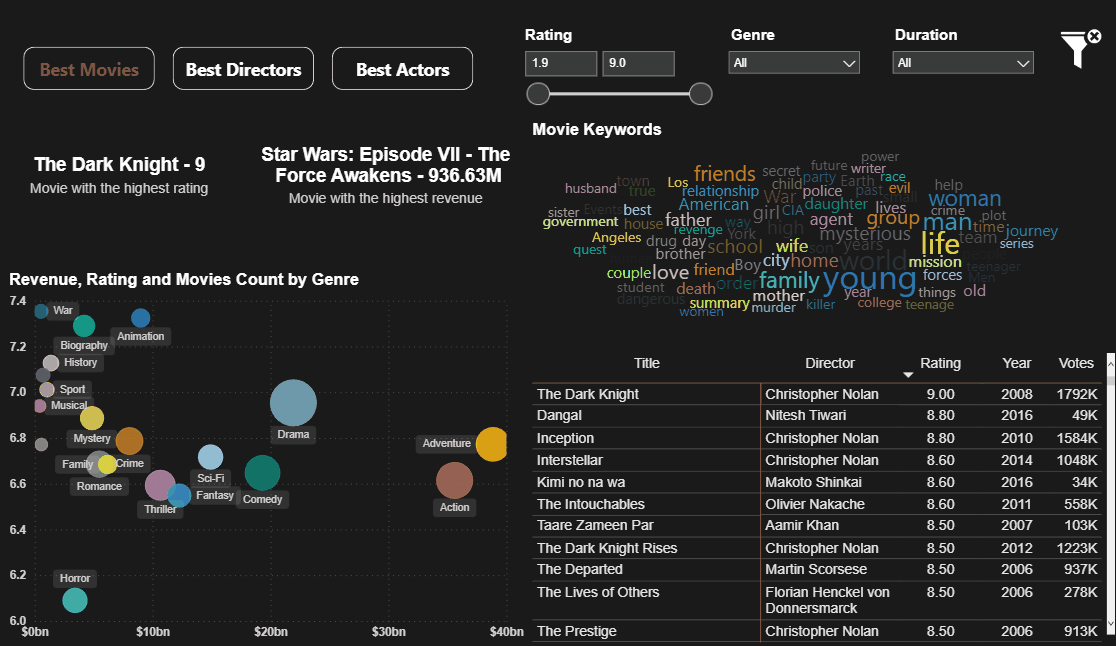 Best Movies
Best Directors
Best Actors
Rating
Genre
Duration
1.9
9.0
All
All
The Dark Knight - 9
Movie with the highest rating
Star Wars: Episode VII - The
Force Awakens - 936.63M
Movie with the highest revenue
Movie Keywords
power
future
writer
secret
friends
town
Los
party
Earth
race
husband
true
relationship
child
police
past
evil
small
help
American
War
daughter
lives
woman
sister
Events
best
girl
CIA
agent
group
crime
plot
government
house
father
way
man
time
journey
revenge
York
high
mysterious
Angeles
drug
day
school
wife
son
years
life
team
series
quest
brother
city
home
world
mission
couple
love
friend
Boy
family
young
forces
Men
teenager
student
death
order
mother
year
things
old
dangerous
summary
murder
killer
college
teenage
women
Revenue, Rating and Movies Count by Genre
7.4
7.2
7.0
6.8
6.6
6.4
6.2
6.0
War
Animation
Biography
History
Sport
Musical
Mystery
Drama
Adventure
Family
Crime
Romance
Sci-Fi
Thriller
Fantasy
Comedy
Action
Horror
$0bn
$10bn
$20bn
$30bn
$40bn
Title Director Rating Year Votes
The Dark Knight Christopher Nolan 9.00 2008 1792K
Dangal Nitesh Tiwari 8.80 2016 49K
Inception Christopher Nolan 8.80 2010 1584K
Interstellar Christopher Nolan 8.60 2014 1048K
Kimi no na wa Makoto Shinkai 8.60 2016 34K
The Intouchables Olivier Nakache 8.60 2011 558K
Taare Zameen Par Aamir Khan 8.50 2007 103K
The Dark Knight Rises Christopher Nolan 8.50 2012 1223K
The Departed Martin Scorsese 8.50 2006 937K
The Lives of Others Florian Henckel von 8.50 2006 278K
Donnersmarck
The Prestige Christopher Nolan 8.50 2006 913K